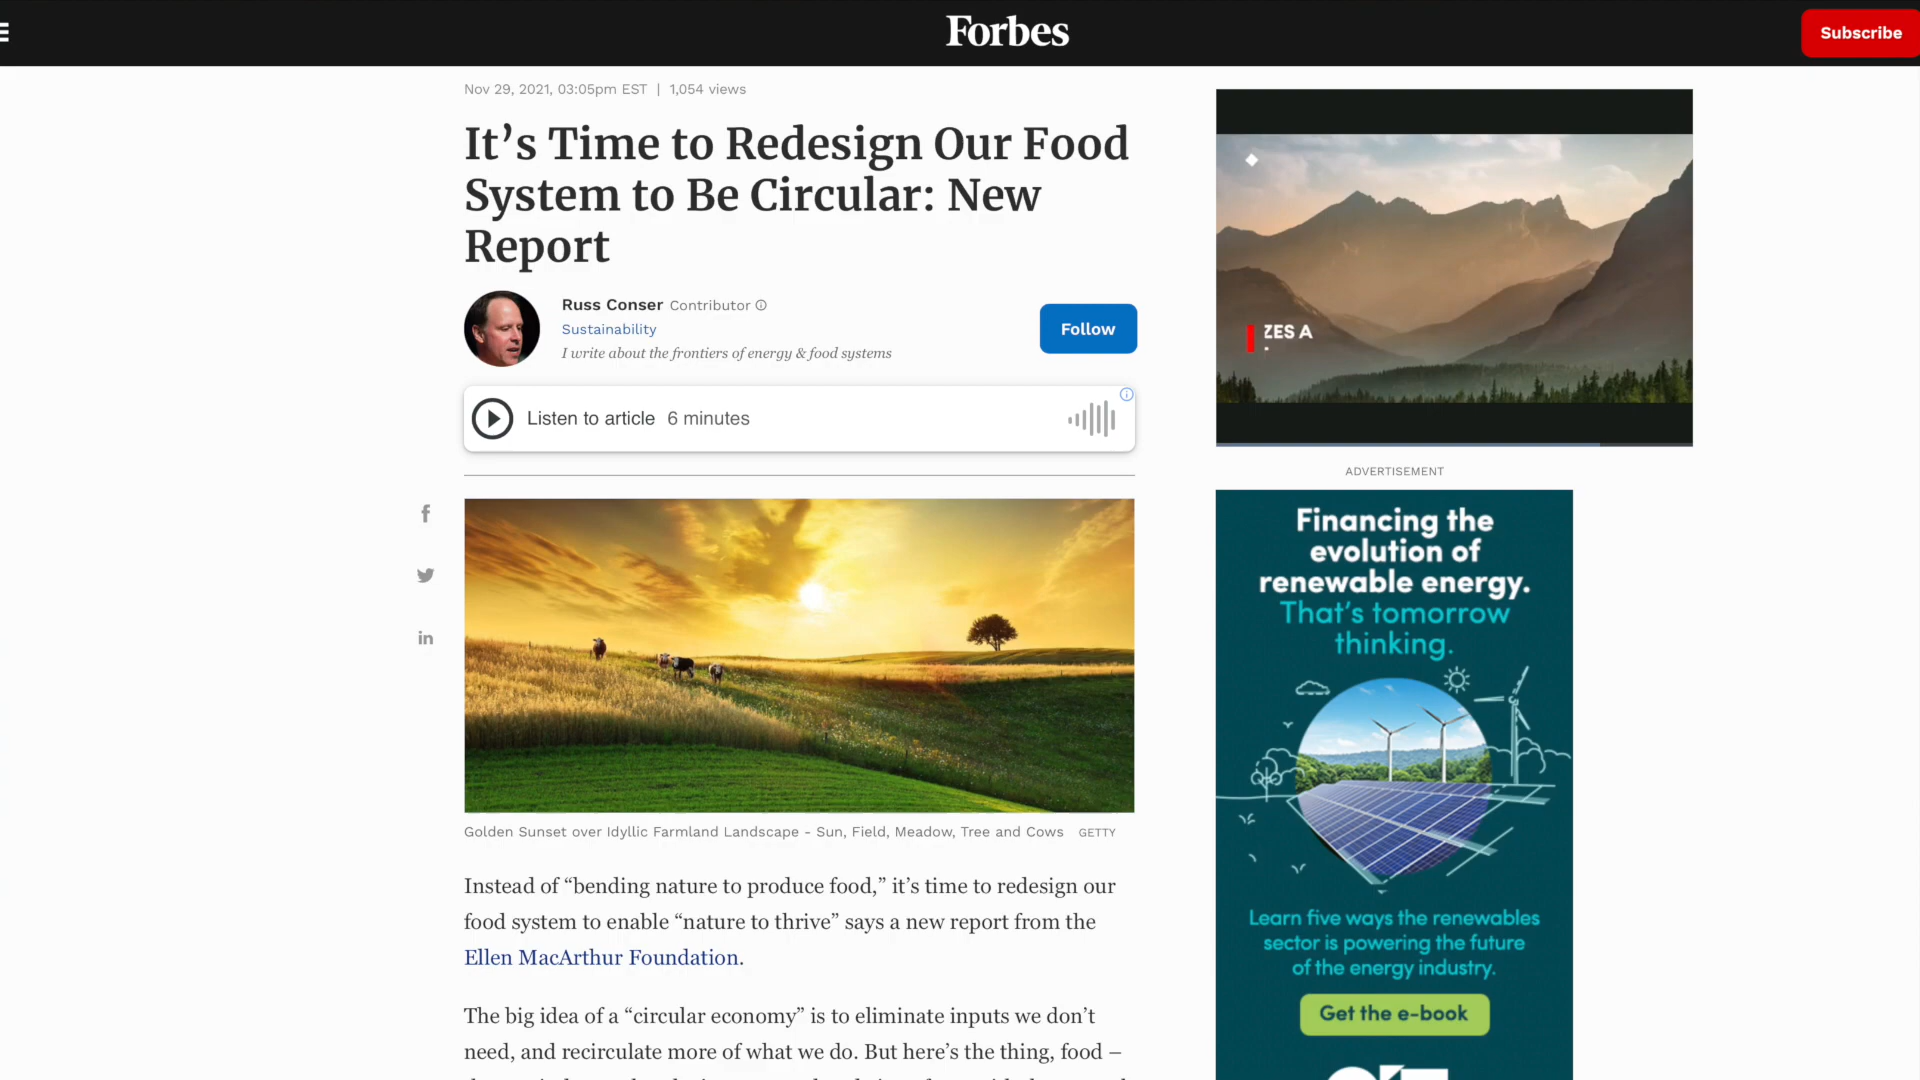 Forbes
Subscribe
Nov 29, 2021, 03:05pm EST | 1,054 views
It’s Time to Redesign Our Food
System to Be Circular: New
Report
Russ Conser Contributor
Sustainability
I write about the frontiers of energy & food systems
Follow
Listen to article 6 minutes
ZES A
ADVERTISEMENT
Financing the
evolution of
renewable energy.
That's tomorrow
thinking.
Learn five ways the renewables
sector is powering the future
of the energy industry.
Get the e-book
Golden Sunset over Idyllic Farmland Landscape - Sun, Field, Meadow, Tree and Cows GETTY
Instead of “bending nature to produce food,” it’s time to redesign our
food system to enable “nature to thrive” says a new report from the
Ellen MacArthur Foundation.
The big idea of a “circular economy” is to eliminate inputs we don’t
need, and recirculate more of what we do. But here’s the thing, food –